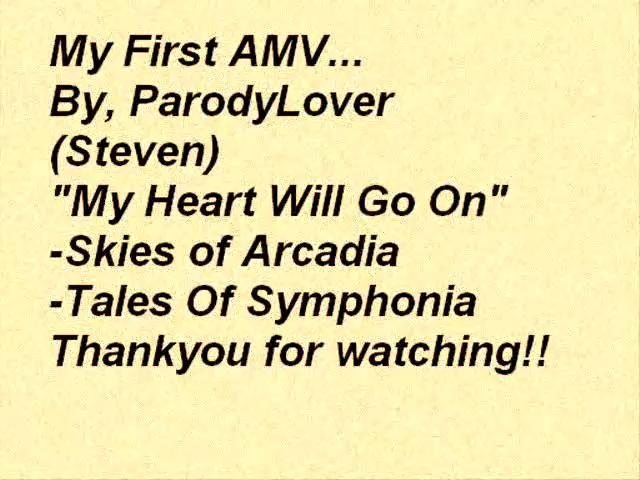 My First AMV...
By, ParodyLover
(Steven)
"My Heart Will Go On"
-Skies of Arcadia
-Tales Of Symphonia
Thankyou for watching!!